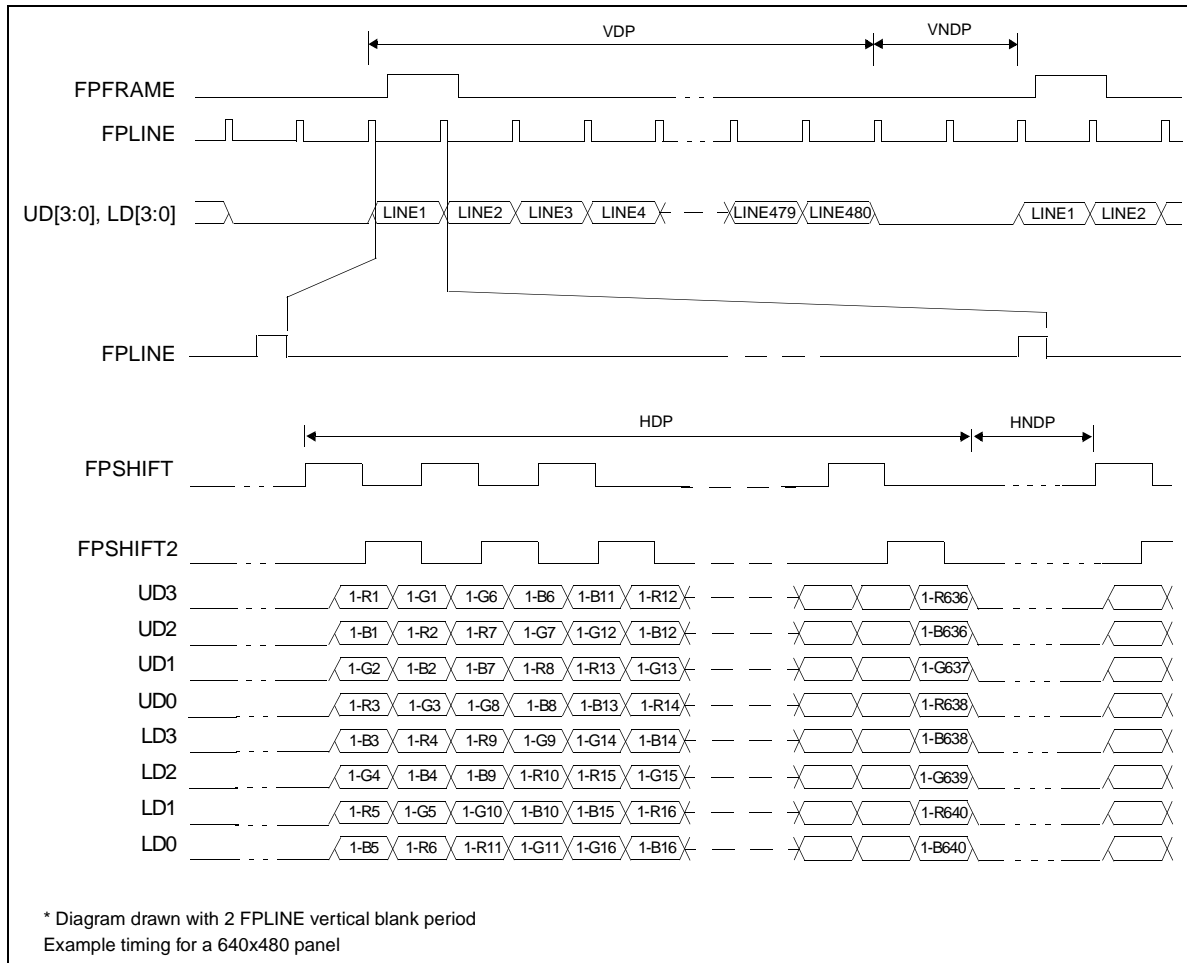 VDP VNDP
FPFRAME
FPLINE
UD[3:0], LD[3:0] LINE1 LINE2 LINE3 LINE4 LINE479 LINE480 LINE1 LINE2
FPLINE
HDP HNDP
FPSHIFT
FPSHIFT2
UD3 1-R1 1-G1 1-G6 1-B6 1-B11 1-R12 1-R636
UD2 1-B1 1-R2 1-R7 1-G7 1-G12 1-B12 1-B636
UD1 1-G2 1-B2 1-B7 1-R8 1-R13 1-G13 1-G637
UD0 1-R3 1-G3 1-G8 1-B8 1-B13 1-R14 1-R638
LD3 1-B3 1-R4 1-R9 1-G9 1-G14 1-B14 1-B638
LD2 1-G4 1-B4 1-B9 1-R10 1-R15 1-G15 1-G639
LD1 1-R5 1-G5 1-G10 1-B10 1-B15 1-R16 1-R640
LD0 1-B5 1-R6 1-R11 1-G11 1-G16 1-B16 1-B640
* Diagram drawn with 2 FPLINE vertical blank period
Example timing for a 640x480 panel